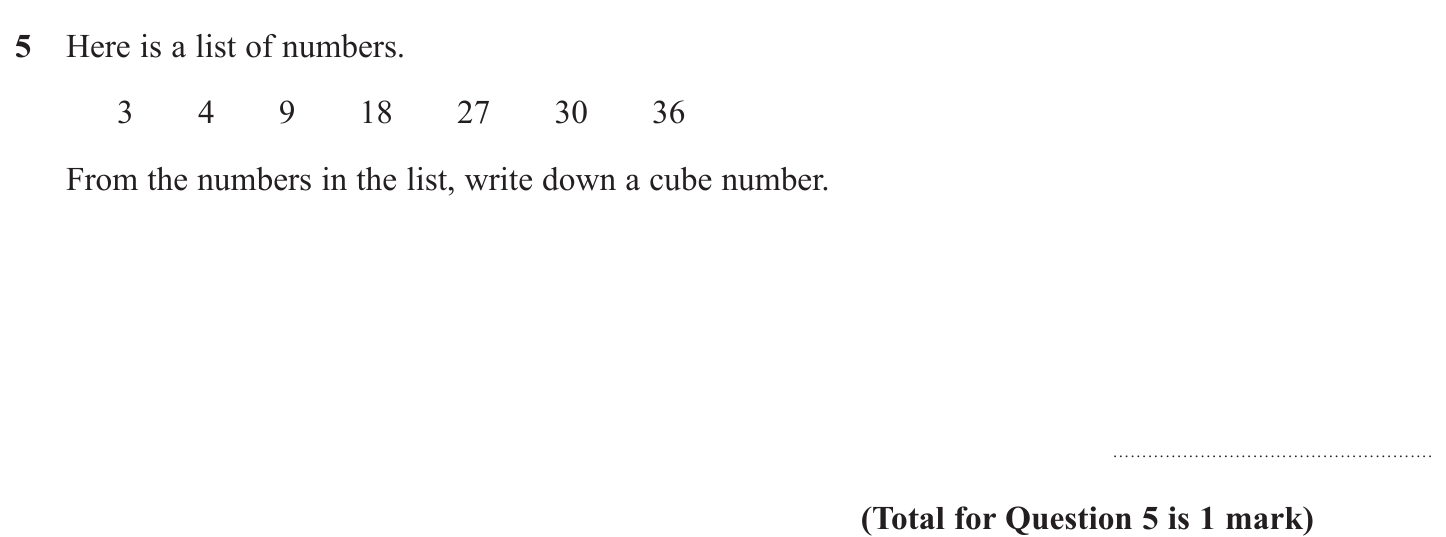 5 Here is a list of numbers.
3 4 9 18 27 30 36
From the numbers in the list, write down a cube number.
(Total for Question 5 is 1 mark)